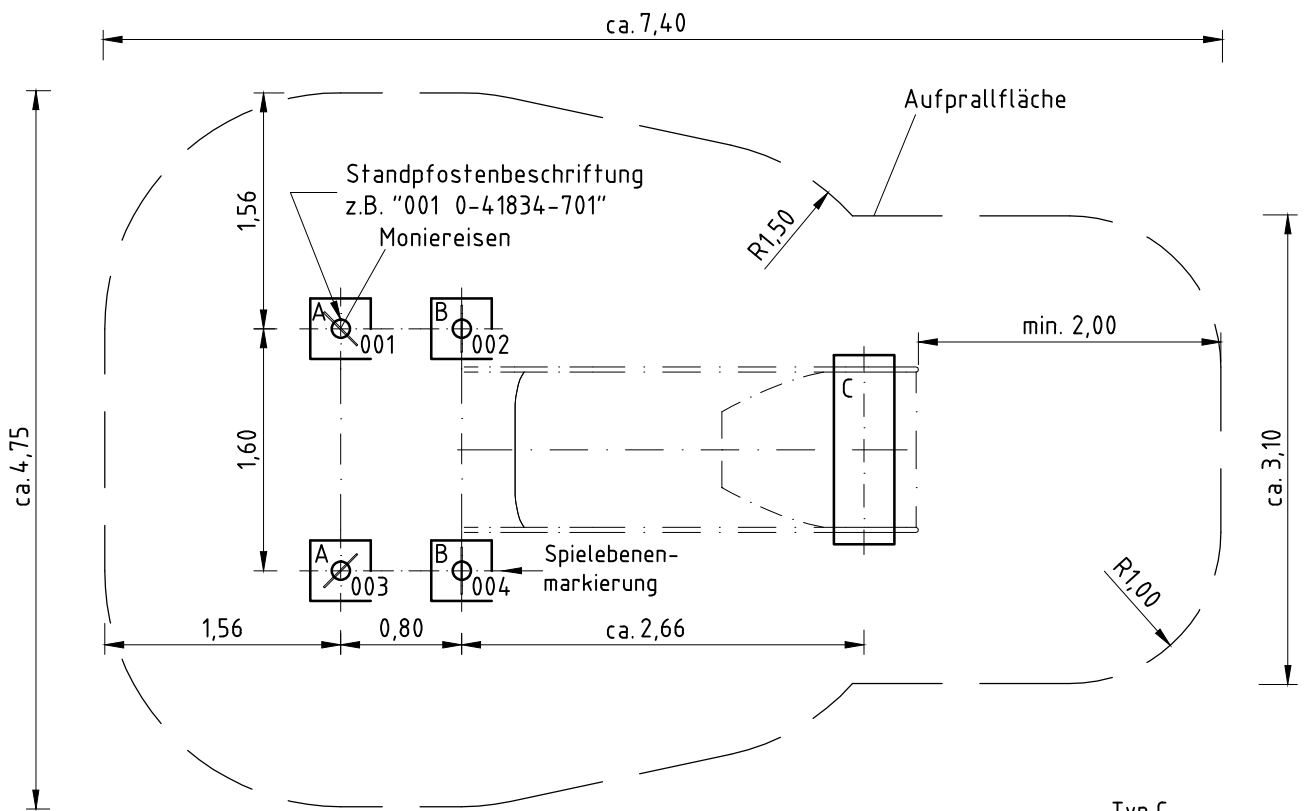 ca. 7,40
Aufprallfläche
Standpfostenbeschriftung
z.B. "001 0-41834-701"
Moniereisen
1,56
R1,50
A
001
B
002
min. 2,00
C
ca. 4,75
1,60
ca. 3,10
A
003
B
004
Spielebenen-
markierung
R1,00
1,56
0,80
ca. 2,66
Typ C